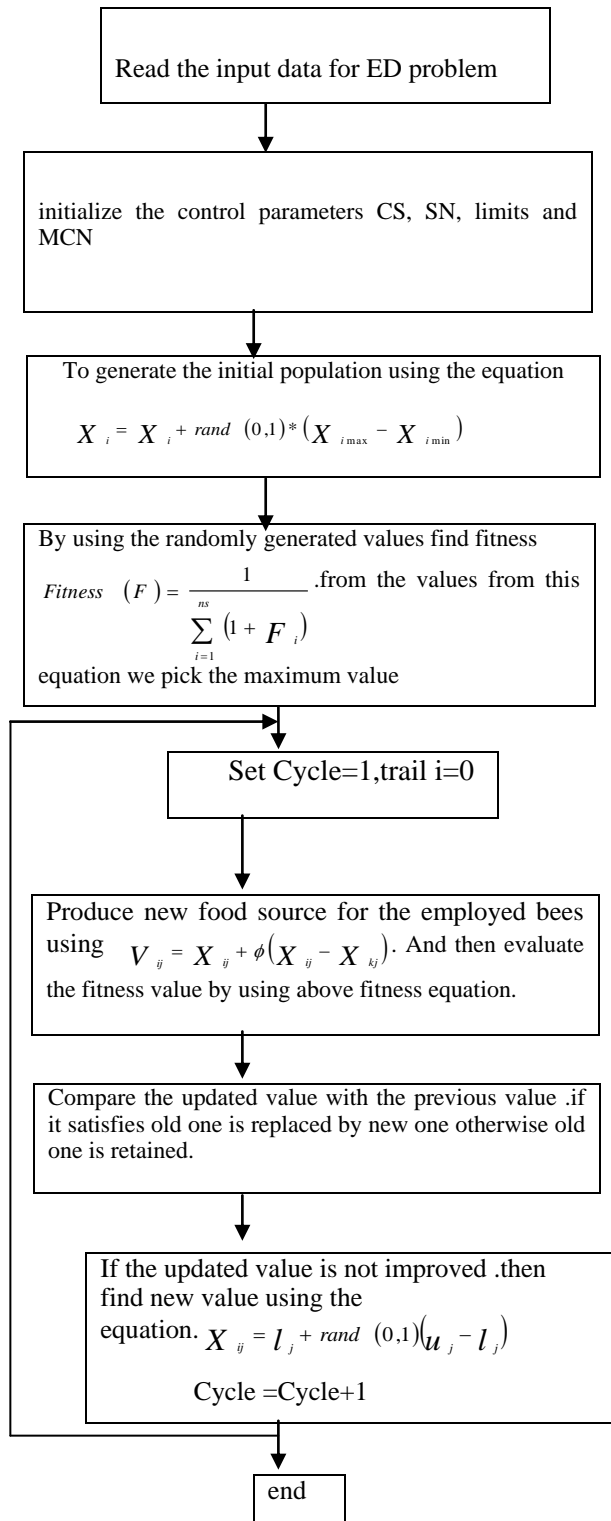 Read the input data for ED problem
initialize the control parameters CS, SN, limits and
MCN
To generate the initial population using the equation
X i = X i + rand (0,1) * (X i max − X i min)
By using the randomly generated values find fitness
Fitness (F) = 1 / ∑ i=1 ns (1 + F i) .from the values from this
equation we pick the maximum value
Set Cycle=1,trail i=0
Produce new food source for the employed bees
using V ij = X ij + ϕ(X ij − X kj). And then evaluate
the fitness value by using above fitness equation.
Compare the updated value with the previous value .if
it satisfies old one is replaced by new one otherwise old
one is retained.
If the updated value is not improved .then
find new value using the
equation. X ij = l j + rand (0,1)(u j − l j)
Cycle =Cycle+1
end